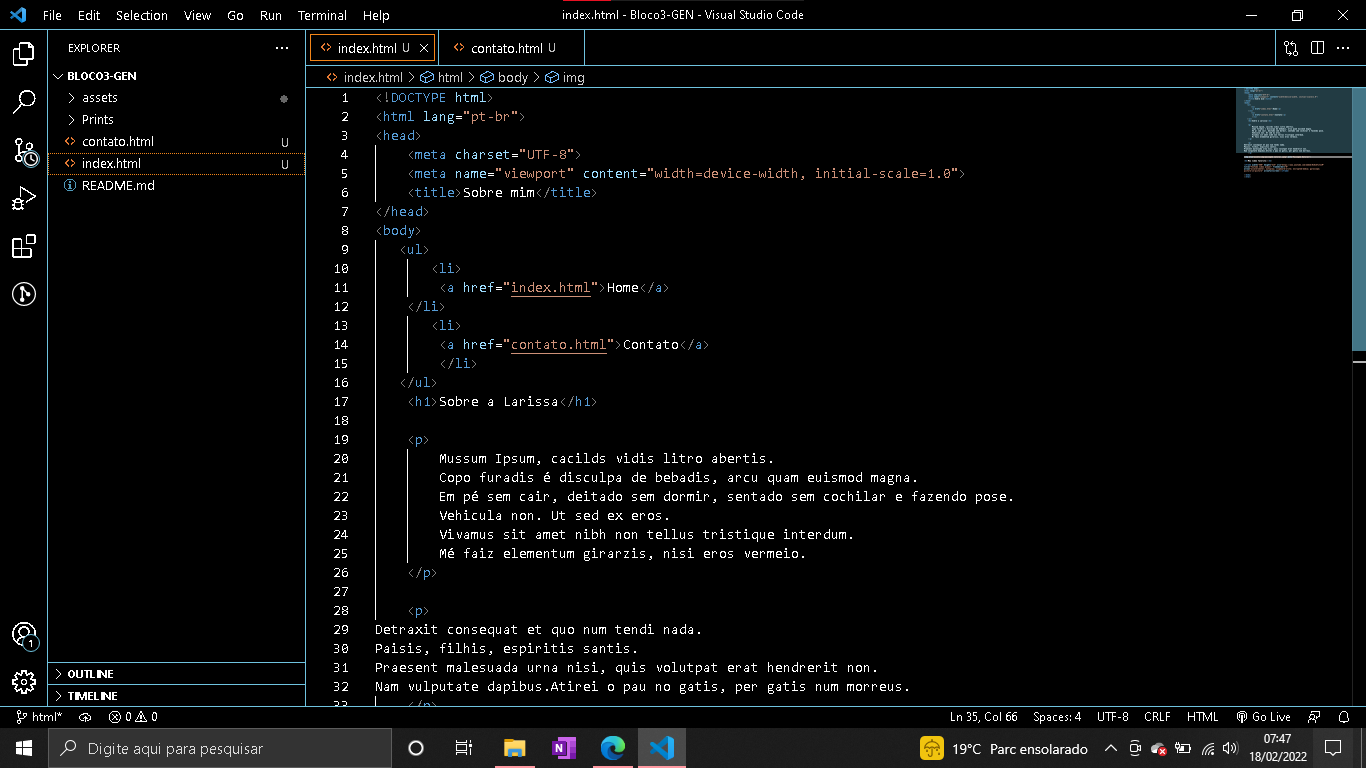 File Edit Selection View Go Run Terminal Help index.html - Bloco3-GEN - Visual Studio Code
EXPLORER
BLOCO3-GEN
assets
Prints
contato.html U
index.html U
README.md
OUTLINE
TIMELINE
index.html U contato.html U
index.html > html > body > img
1 <!DOCTYPE html>
2 <html lang="pt-br">
3 <head>
4 <meta charset="UTF-8">
5 <meta name="viewport" content="width=device-width, initial-scale=1.0">
6 <title>Sobre mim</title>
7 </head>
8 <body>
9 <ul>
10 <li>
11 <a href="index.html">Home</a>
12 </li>
13 <li>
14 <a href="contato.html">Contato</a>
15 </li>
16 </ul>
17 <h1>Sobre a Larissa</h1>
18
19 <p>
20 Mussum Ipsum, cacilds vidis litro abertis.
21 Copo furadis é disculpa de bebadis, arcu quam euismod magna.
22 Em pé sem cair, deitado sem dormir, sentado sem cochilar e fazendo pose.
23 Vehicula non. Ut sed ex eros.
24 Vivamus sit amet nibh non tellus tristique interdum.
25 Mé faiz elementum girarzis, nisi eros vermeio.
26 </p>
27
28 <p>
29 Detraxit consequat et quo num tendi nada.
30 Paisis, filhis, espiritis santis.
31 Praesent malesuada urna nisi, quis volutpat erat hendrerit non.
32 Nam vulputate dapibus.Atirei o pau no gatis, per gatis num morreus.
33 </p>
1
html* 0 0 Ln 35, Col 66 Spaces: 4 UTF-8 CRLF HTML Go Live
Digite aqui para pesquisar 19°C Parc ensolarado 07:47
18/02/2022